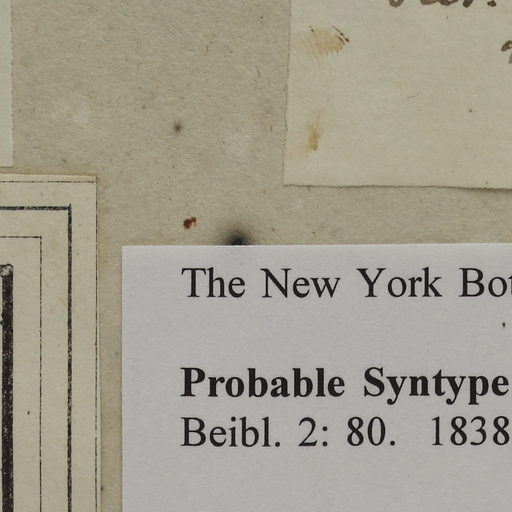 The New York Bot
Probable Syntype
Beibl. 2: 80. 1838